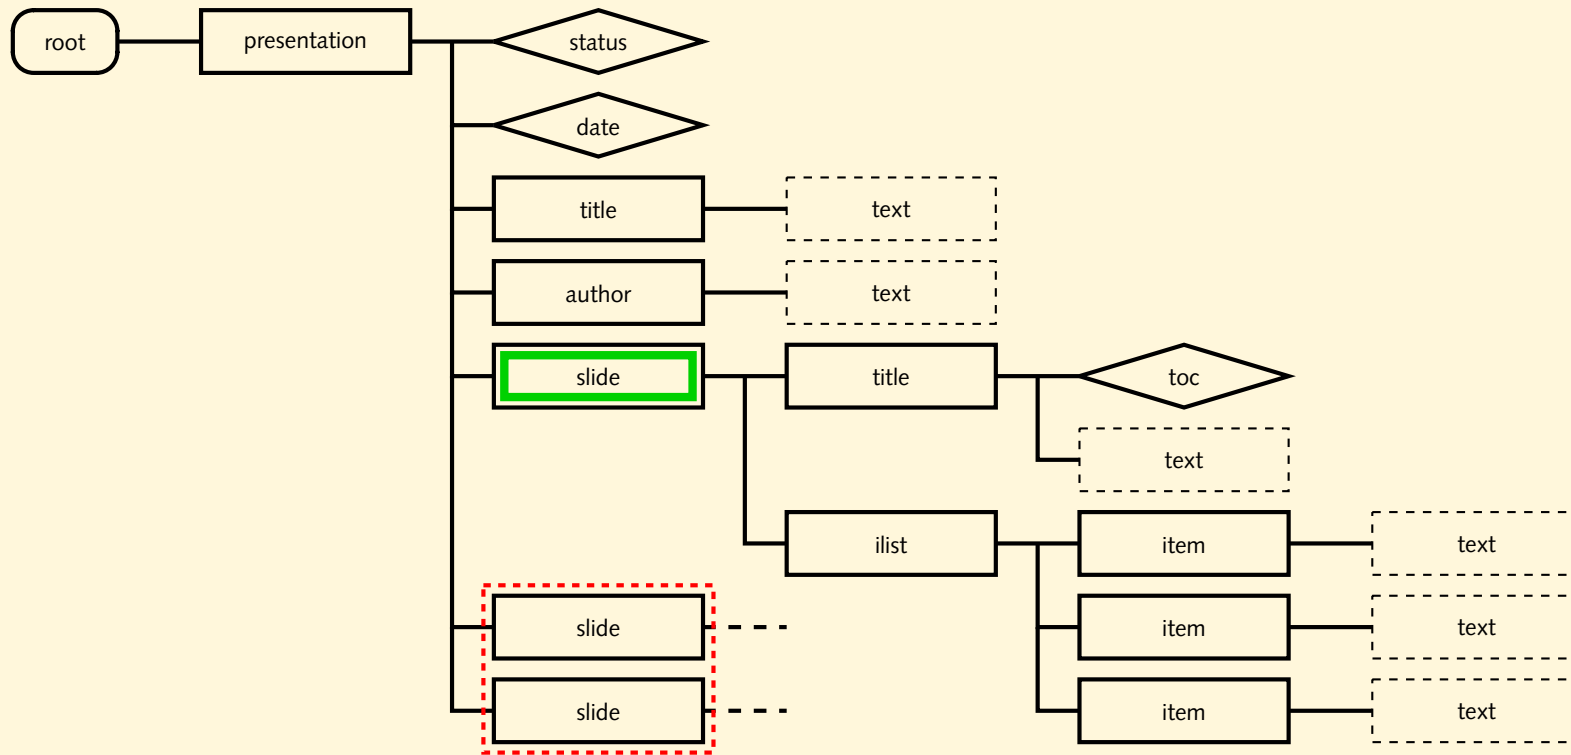 root
presentation
status
date
title
text
author
text
slide
title
toc
text
ilist
item
text
slide
item
text
slide
item
text